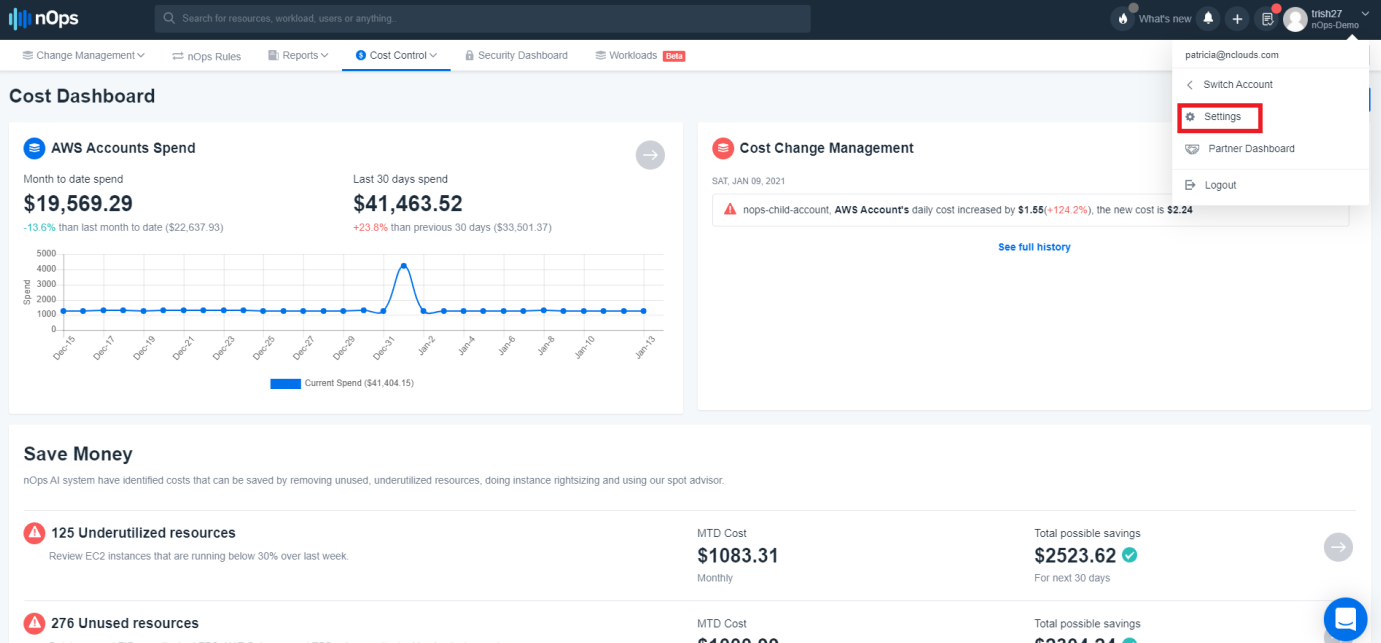 nOps
Search for resources, workload, users or anything..
What's new
trish27
nOps-Demo
Change Management
nOps Rules
Reports
Cost Control
Security Dashboard
Workloads Beta
patricia@nclouds.com
Switch Account
Settings
Partner Dashboard
Logout
Cost Dashboard
AWS Accounts Spend
Month to date spend
$19,569.29
-13.6% than last month to date ($22,637.93)
Last 30 days spend
$41,463.52
+23.8% than previous 30 days ($33,501.37)
Spend
5000
4000
3000
2000
1000
0
Dec-15
Dec-17
Dec-19
Dec-21
Dec-23
Dec-25
Dec-27
Dec-29
Dec-31
Jan-2
Jan-4
Jan-6
Jan-8
Jan-10
Jan-13
Current Spend ($41,404.15)
Cost Change Management
SAT, JAN 09, 2021
nops-child-account, AWS Account's daily cost increased by $1.55(+124.2%), the new cost is $2.24
See full history
Save Money
nOps AI system have identified costs that can be saved by removing unused, underutilized resources, doing instance rightsizing and using our spot advisor.
125 Underutilized resources
Review EC2 instances that are running below 30% over last week.
MTD Cost
$1083.31
Monthly
Total possible savings
$2523.62
For next 30 days
276 Unused resources
MTD Cost
Total possible savings